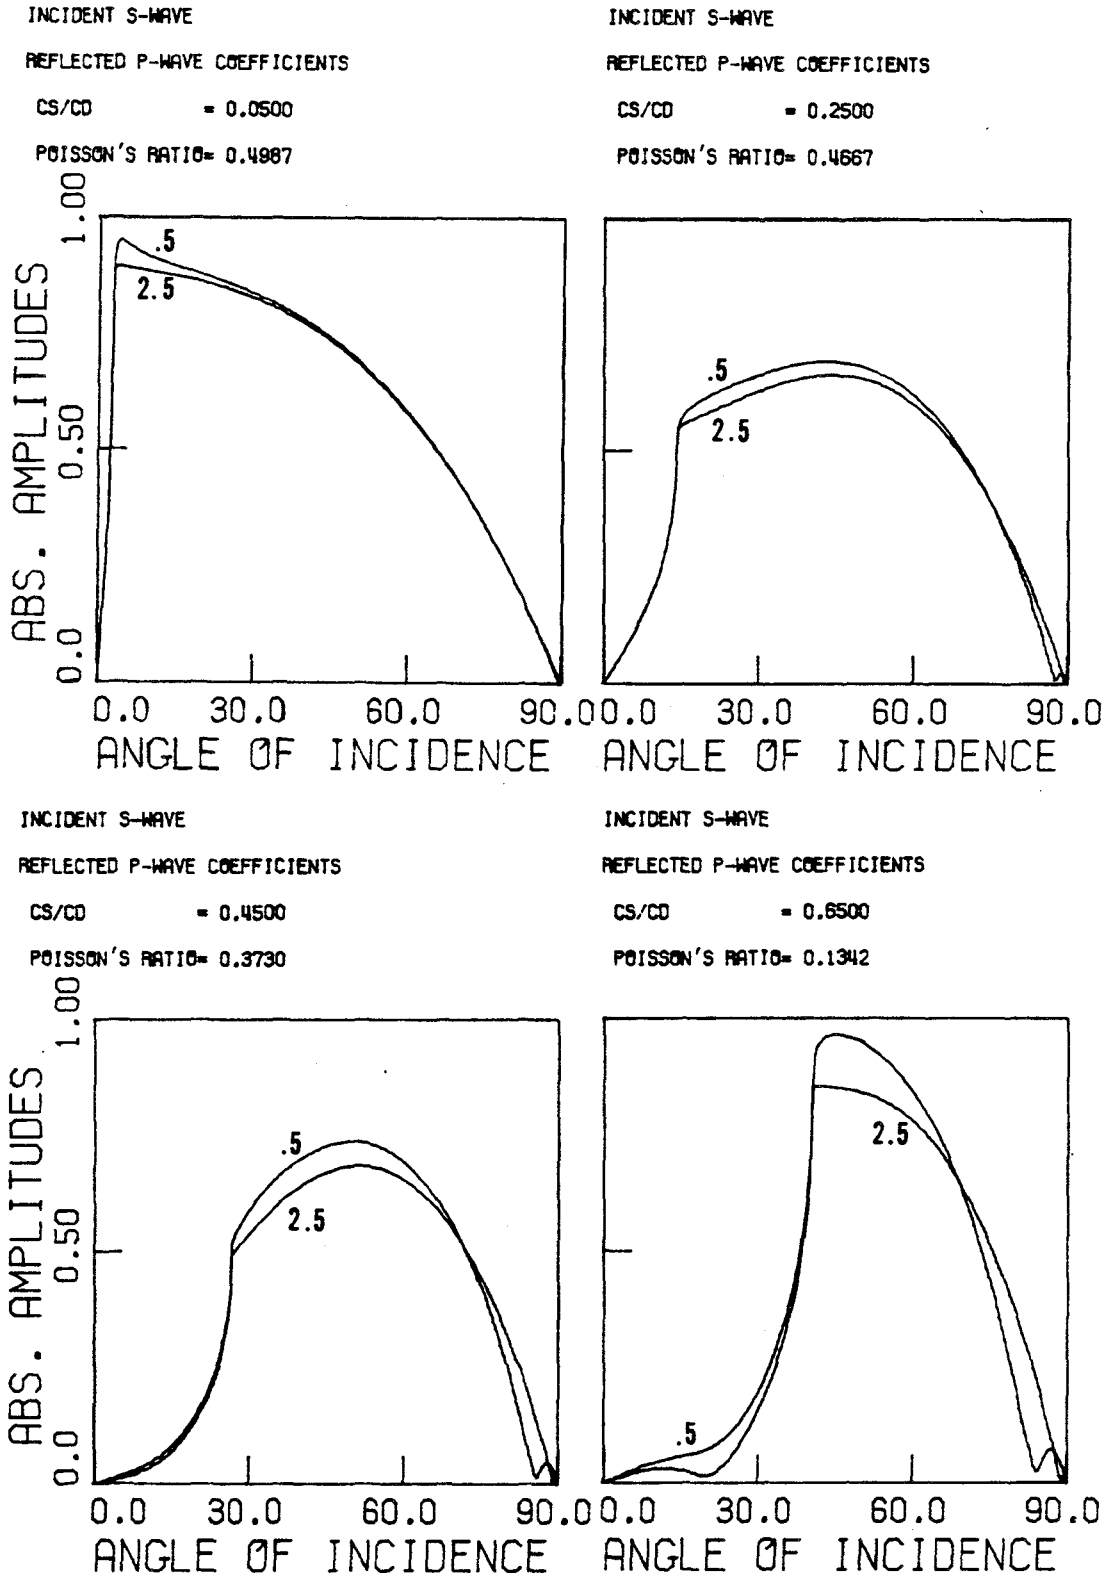 INCIDENT S-WAVE
REFLECTED P-WAVE COEFFICIENTS
CS/CD = 0.0500
POISSON'S RATIO= 0.4987
1.00
0.50
0.0
ABS. AMPLITUDES
.5
2.5
0.0 30.0 60.0 90.0
ANGLE OF INCIDENCE
INCIDENT S-WAVE
REFLECTED P-WAVE COEFFICIENTS
CS/CD = 0.2500
POISSON'S RATIO= 0.4667
.5
2.5
0.0 30.0 60.0 90.0
ANGLE OF INCIDENCE
INCIDENT S-WAVE
REFLECTED P-WAVE COEFFICIENTS
CS/CD = 0.4500
POISSON'S RATIO= 0.3730
1.00
0.50
0.0
ABS. AMPLITUDES
.5
2.5
0.0 30.0 60.0 90.0
ANGLE OF INCIDENCE
INCIDENT S-WAVE
REFLECTED P-WAVE COEFFICIENTS
CS/CD = 0.6500
POISSON'S RATIO= 0.1342
2.5
.5
0.0 30.0 60.0 90.0
ANGLE OF INCIDENCE